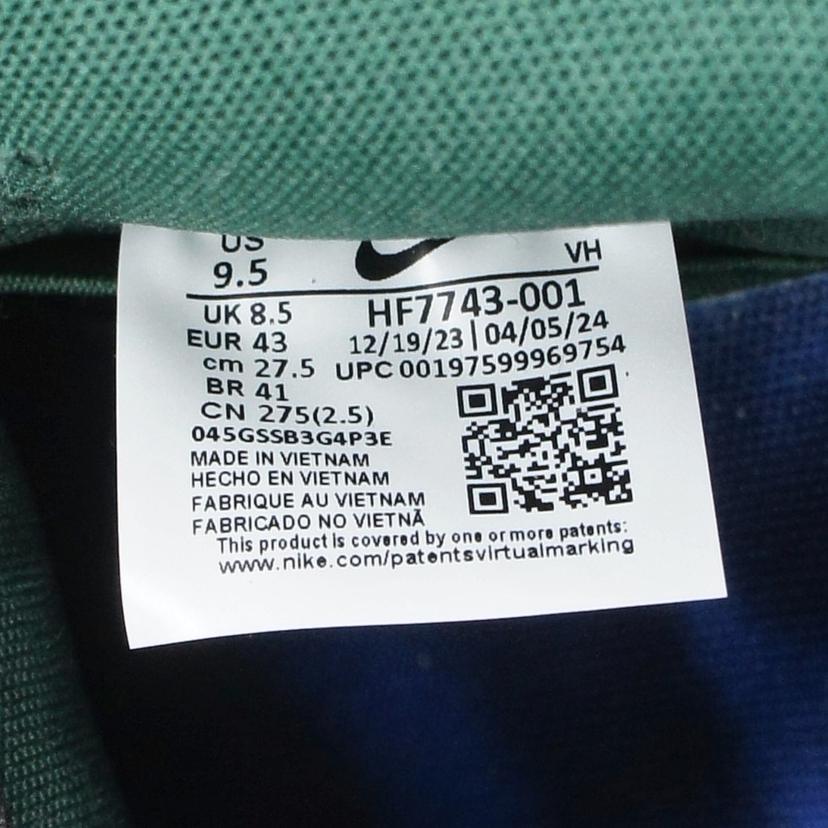 US
9.5
VH
UK 8.5
HF7743-001
EUR 43
12/19/23 | 04/05/24
cm 27.5
UPC 00197599969754
BR 41
CN 275(2.5)
045GSSB3G4P3E
MADE IN VIETNAM
HECHO EN VIETNAM
FABRIQUE AU VIETNAM
FABRICADO NO VIETNÃ
This product is covered by one or more patents:
www.nike.com/patentsvirtualmarking